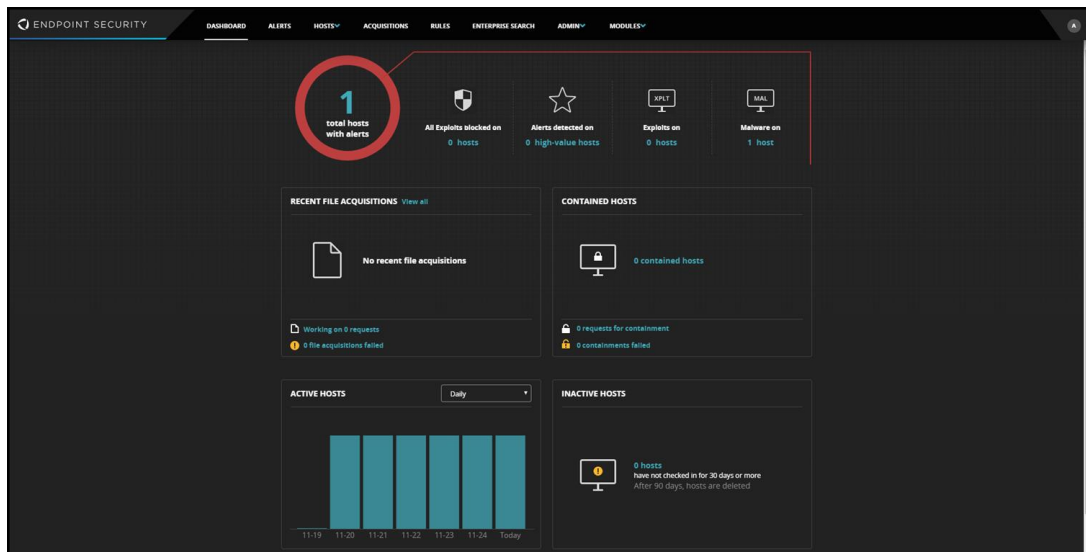 ENDPOINT SECURITY
DASHBOARD ALERTS HOSTS ACQUISITIONS RULES ENTERPRISE SEARCH ADMIN MODULES
A
1
total hosts
with alerts
All Exploits blocked on
0 hosts
Alerts detected on
0 high-value hosts
XPLT
Exploits on
0 hosts
MAL
Malware on
1 host
RECENT FILE ACQUISITIONS View all
No recent file acquisitions
Working on 0 requests
0 file acquisitions failed
CONTAINED HOSTS
0 contained hosts
0 requests for containment
0 containments failed
ACTIVE HOSTS
Daily
11-19 11-20 11-21 11-22 11-23 11-24 Today
INACTIVE HOSTS
0 hosts
have not checked in for 30 days or more
After 90 days, hosts are deleted